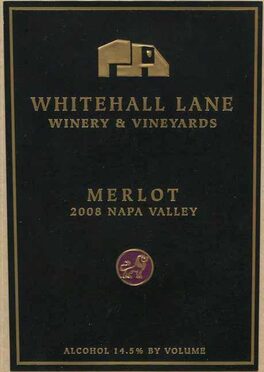 WHITEHALL LANE
WINERY & VINEYARDS
MERLOT
2008 NAPA VALLEY
ALCOHOL 14.5% BY VOLUME